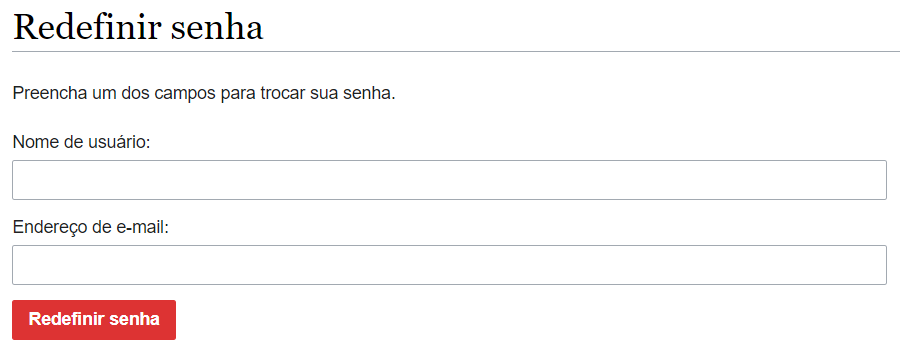 Redefinir senha
Preencha um dos campos para trocar sua senha.
Nome de usuário:
Endereço de e-mail:
Redefinir senha